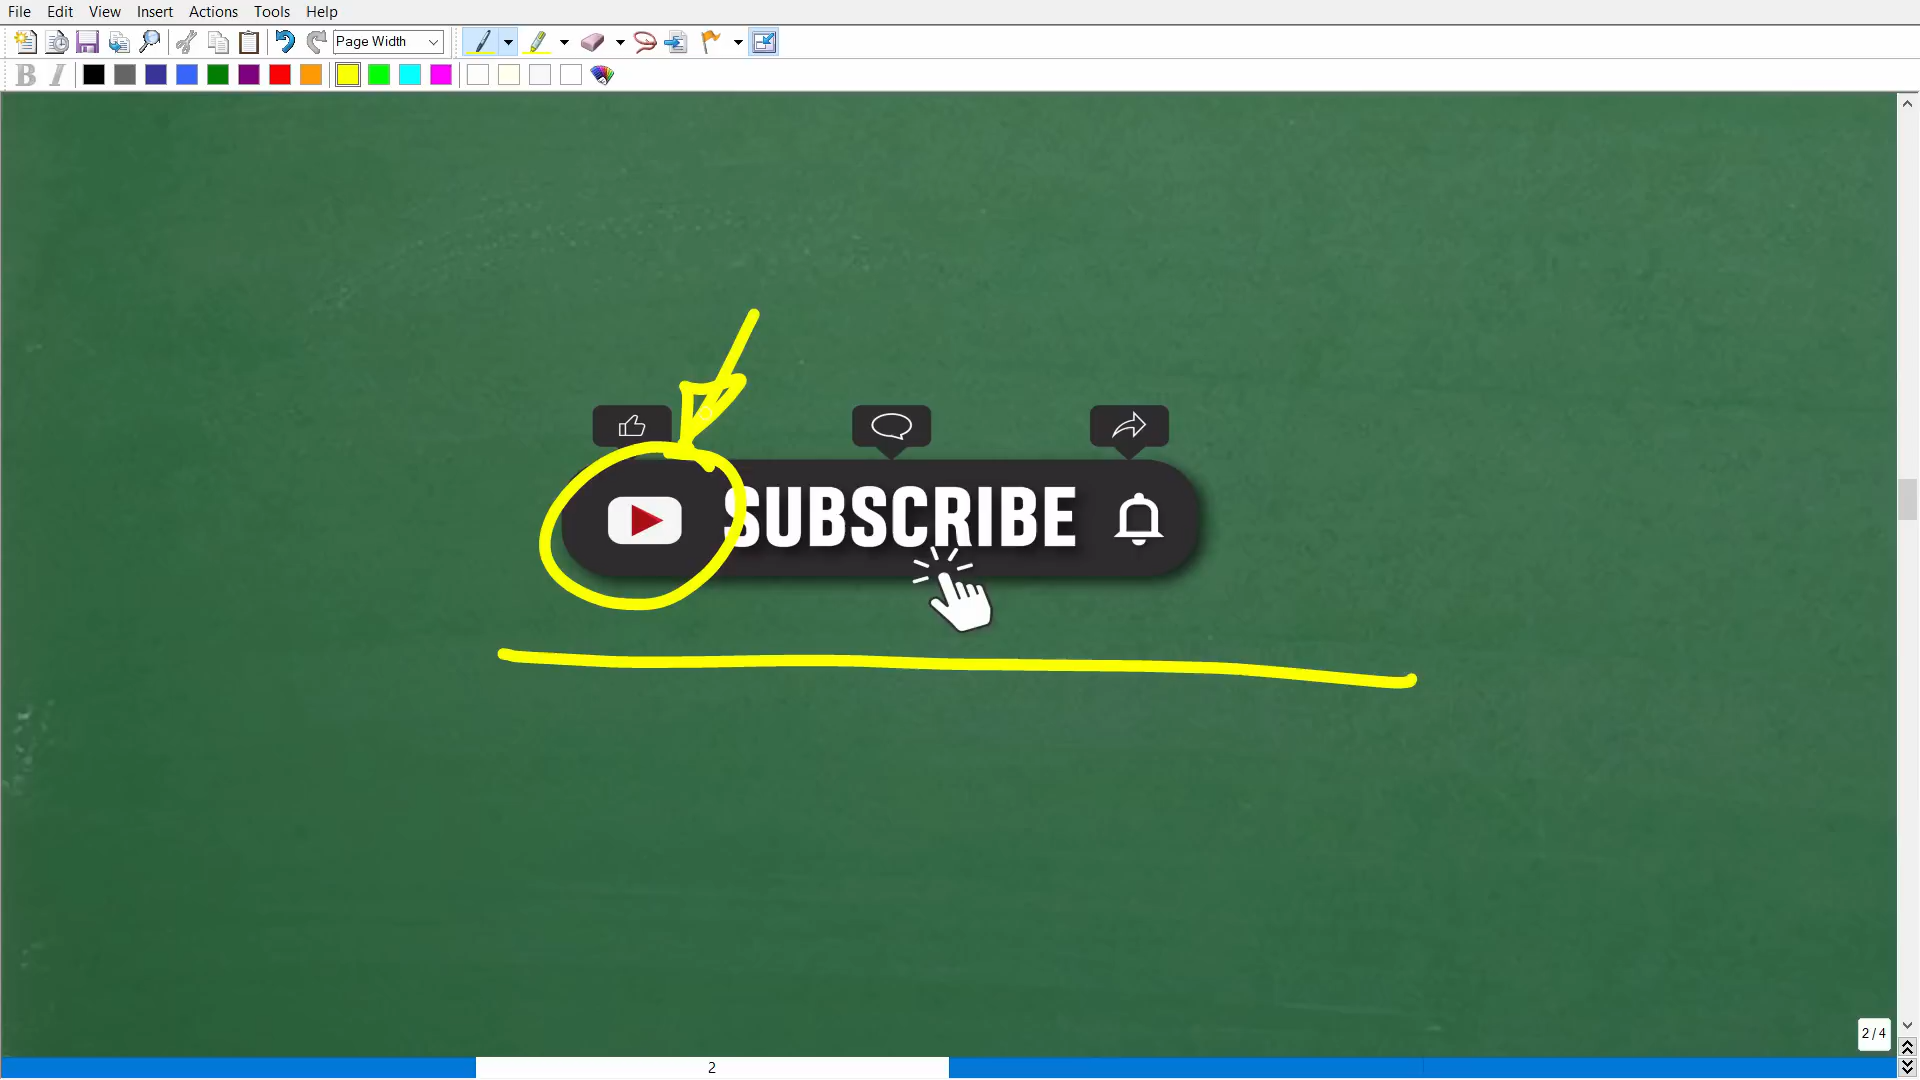 File Edit View Insert Actions Tools Help
Page Width
B I
SUBSCRIBE
2 / 4
2